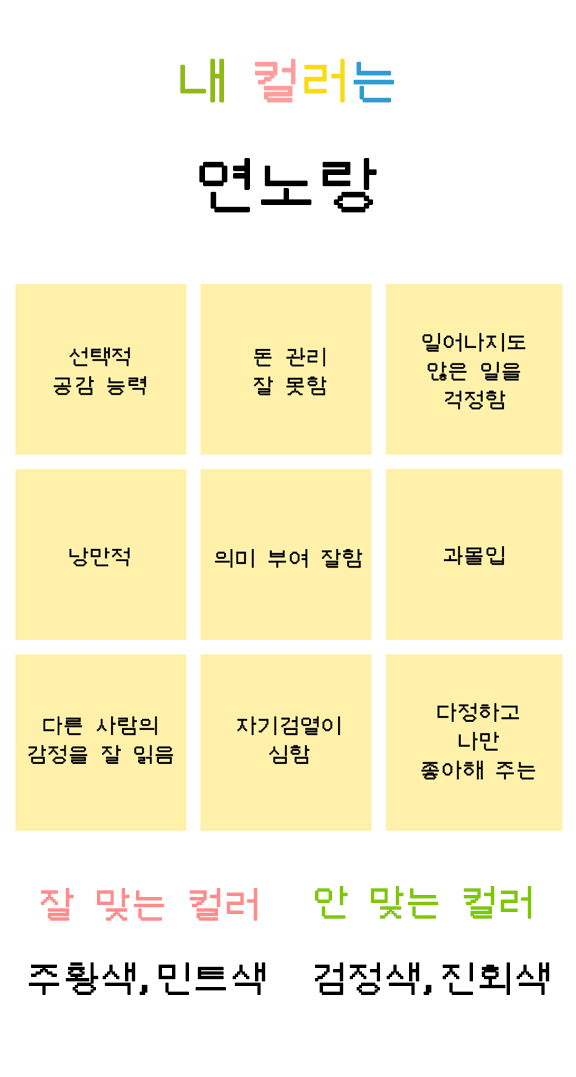 내 컬러는
연노랑
선택적
공감 능력
돈 관리
잘 못함
일어나지도
않은 일을
걱정함
낭만적
의미 부여 잘함
과몰입
다른 사람의
감정을 잘 읽음
자기검열이
심함
다정하고
나만
좋아해 주는
잘 맞는 컬러
안 맞는 컬러
주황색,민트색
검정색,진회색